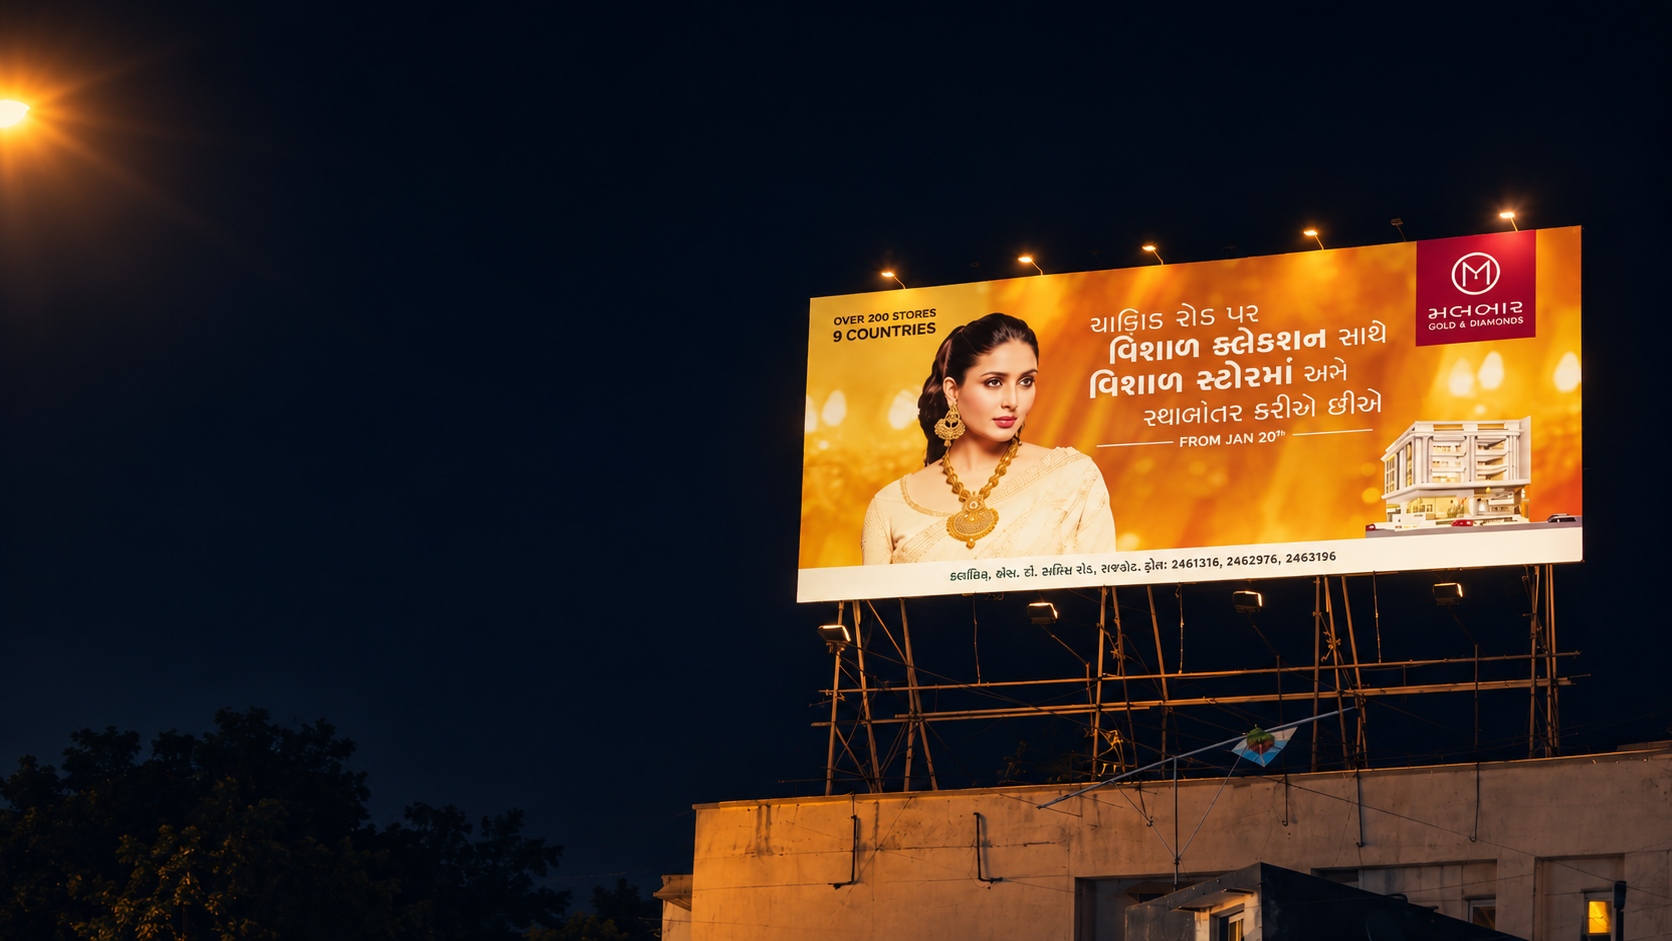 OVER 200 STORES
9 COUNTRIES
રોડ પર
વિશાળ ક્લેકશન સાથે
વિશાળ સ્ટોરમાં અમે
કરીએ છીએ
FROM JAN 20th
M
મલબાર
GOLD & DIAMONDS
રોડ, 2461316, 2462976, 2463196